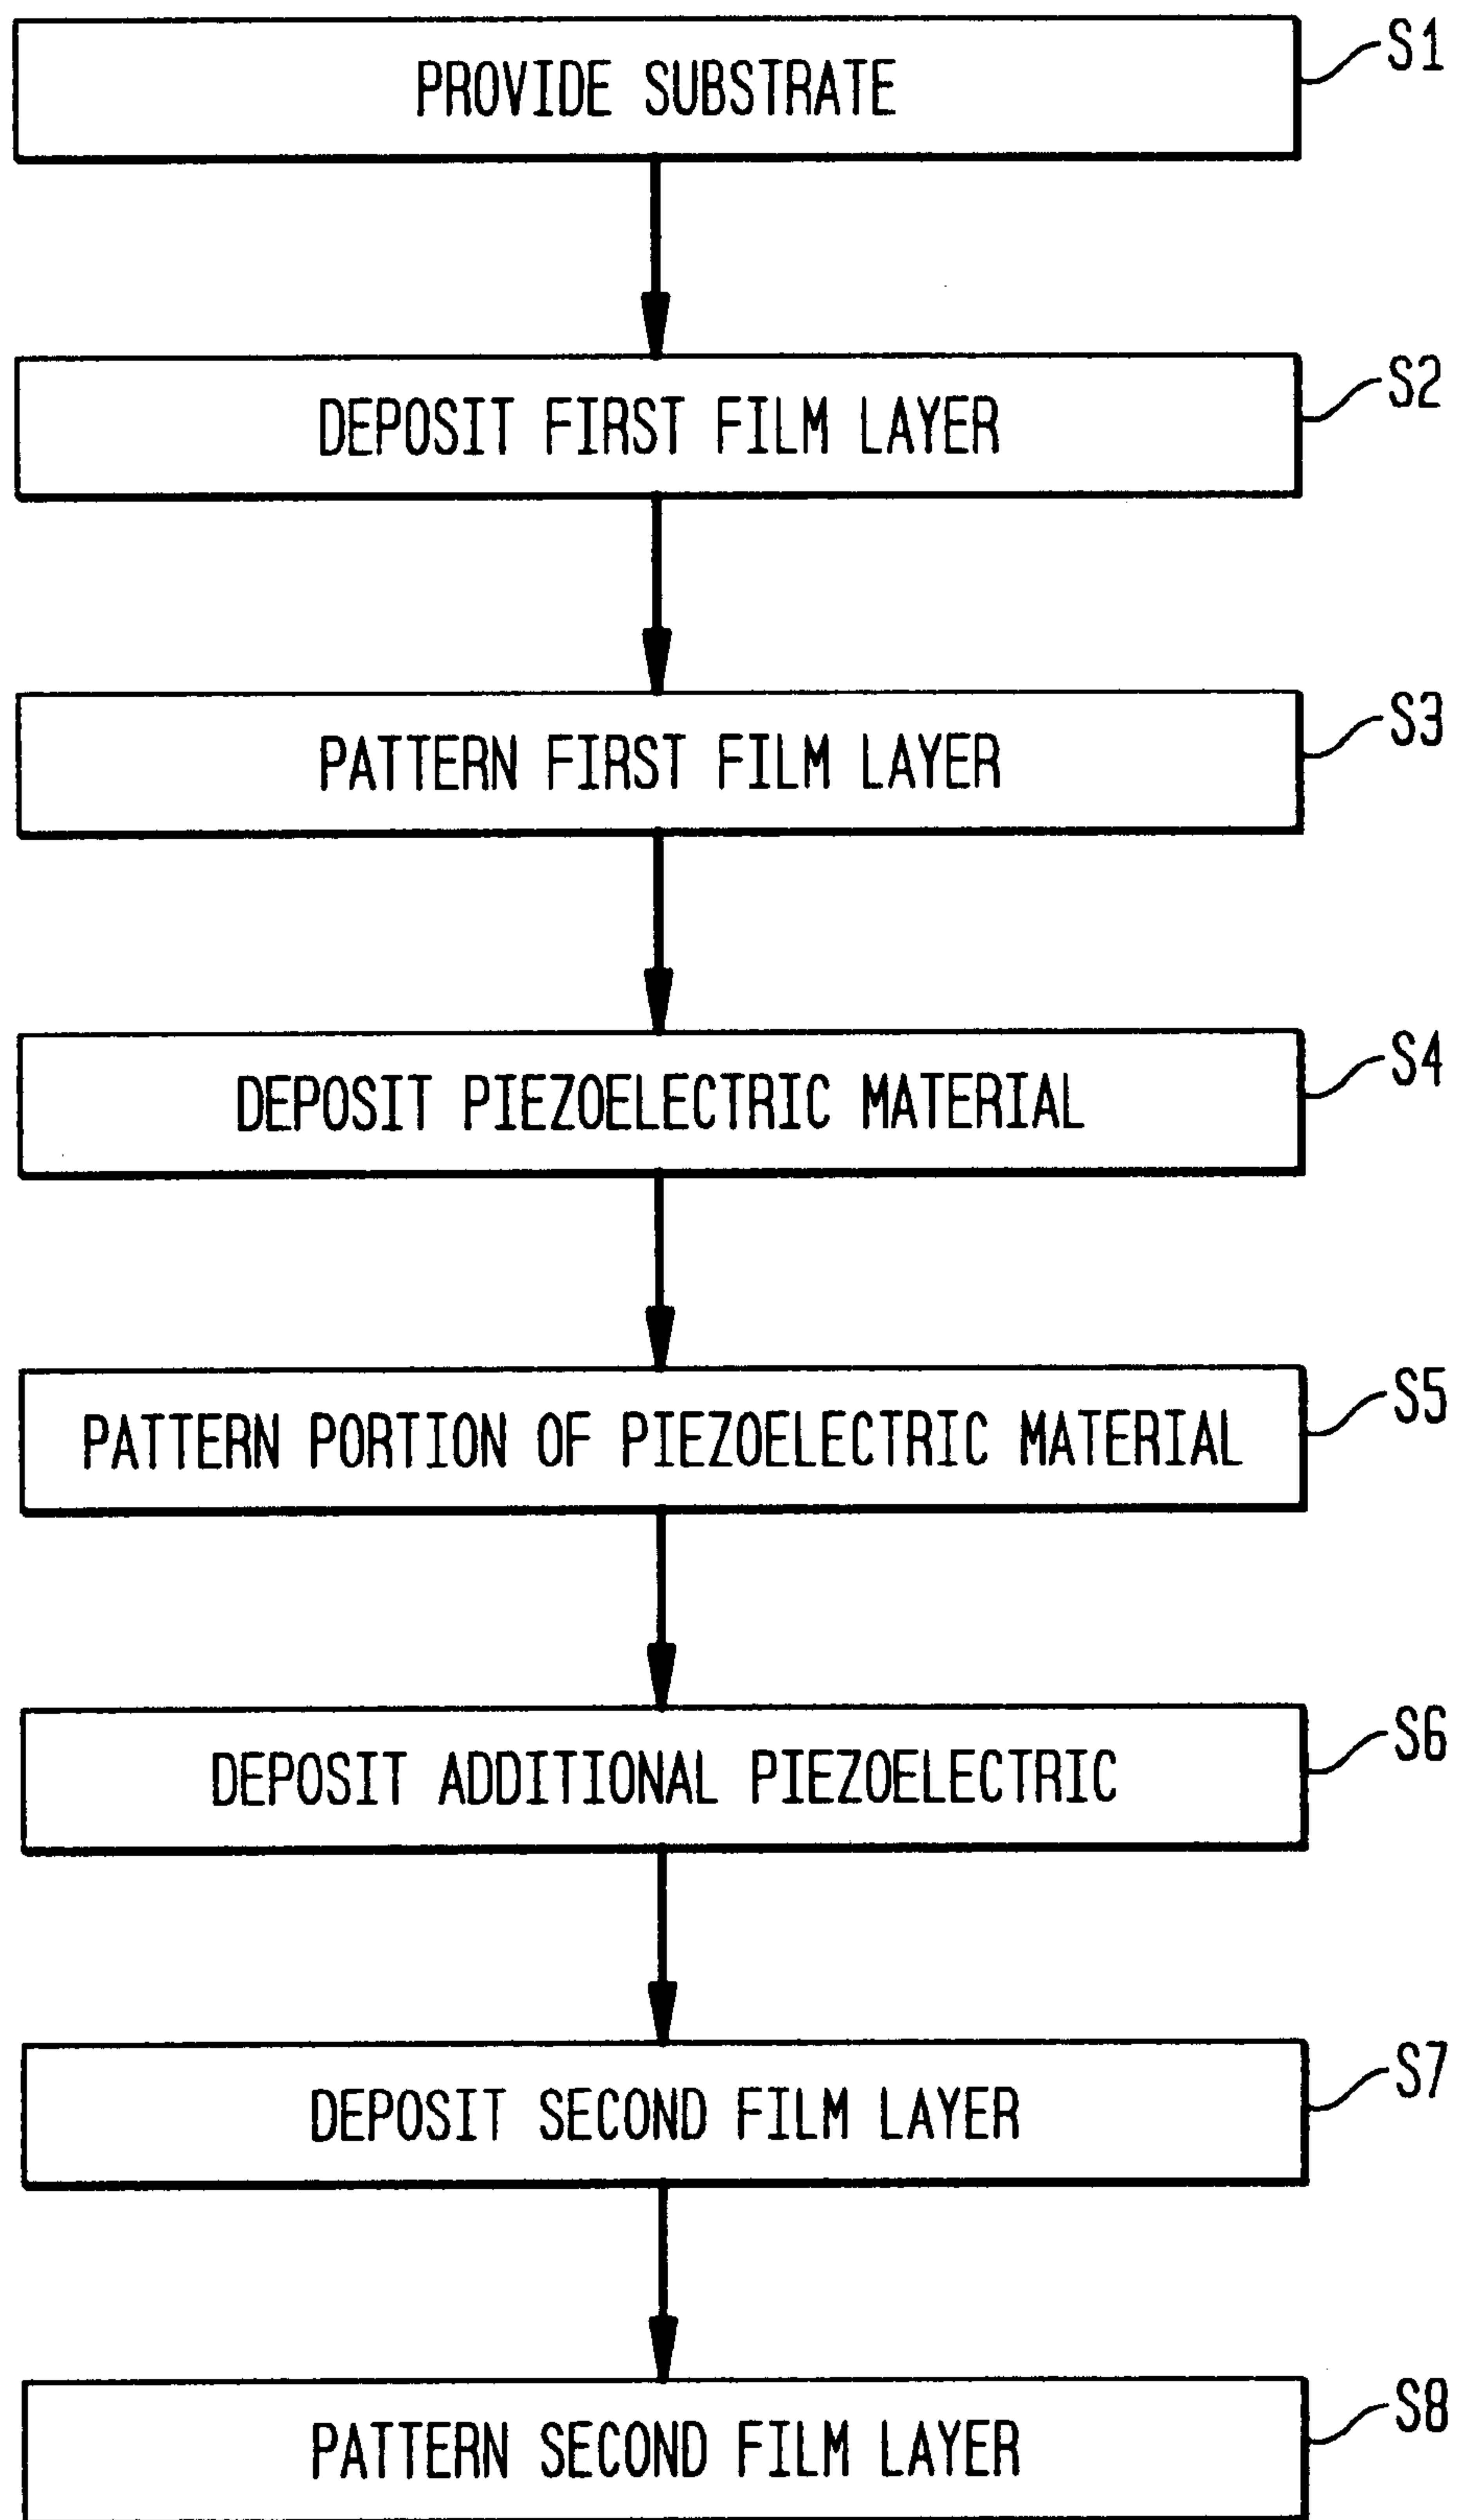 PROVIDE SUBSTRATE
S1
DEPOSIT FIRST FILM LAYER
S2
PATTERN FIRST FILM LAYER
S3
DEPOSIT PIEZOELECTRIC MATERIAL
S4
PATTERN PORTION OF PIEZOELECTRIC MATERIAL
S5
DEPOSIT ADDITIONAL PIEZOELECTRIC
S6
DEPOSIT SECOND FILM LAYER
S7
PATTERN SECOND FILM LAYER
S8